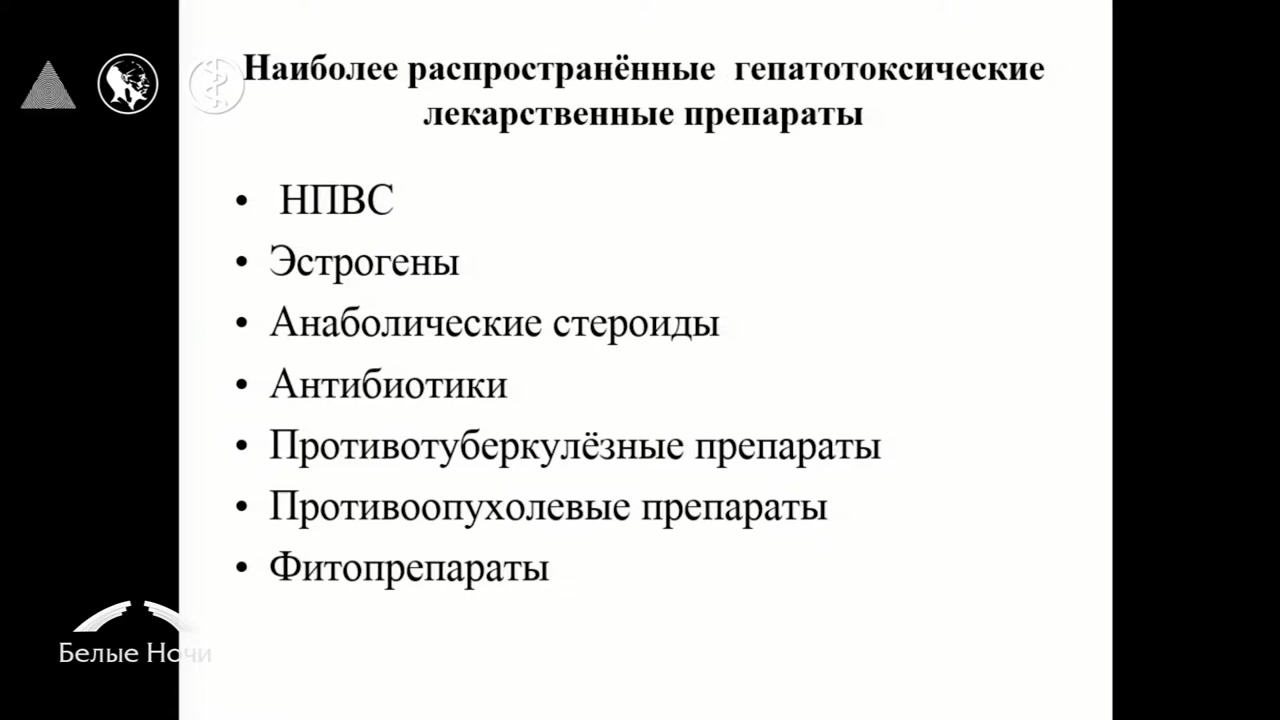 Наиболее распространённые гепатотоксические
лекарственные препараты
• НПВС
• Эстрогены
• Анаболические стероиды
• Антибиотики
• Противотуберкулёзные препараты
• Противоопухолевые препараты
• Фитопрепараты
Белые Ночи